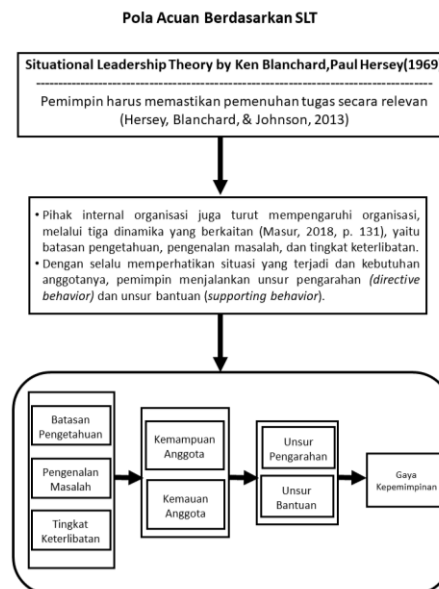 Pola Acuan Berdasarkan SLT
Situational Leadership Theory by Ken Blanchard,Paul Hersey(1969)
Pemimpin harus memastikan pemenuhan tugas secara relevan
(Hersey, Blanchard, & Johnson, 2013)
• Pihak internal organisasi juga turut mempengaruhi organisasi,
melalui tiga dinamika yang berkaitan (Masur, 2018, p. 131), yaitu
batasan pengetahuan, pengenalan masalah, dan tingkat keterlibatan.
• Dengan selalu memperhatikan situasi yang terjadi dan kebutuhan
anggotanya, pemimpin menjalankan unsur pengarahan (directive
behavior) dan unsur bantuan (supporting behavior).
Batasan
Pengetahuan
Pengenalan
Masalah
Tingkat
Keterlibatan
Kemampuan
Anggota
Kemauan
Anggota
Unsur
Pengarahan
Unsur
Bantuan
Gaya
Kepemimpinan